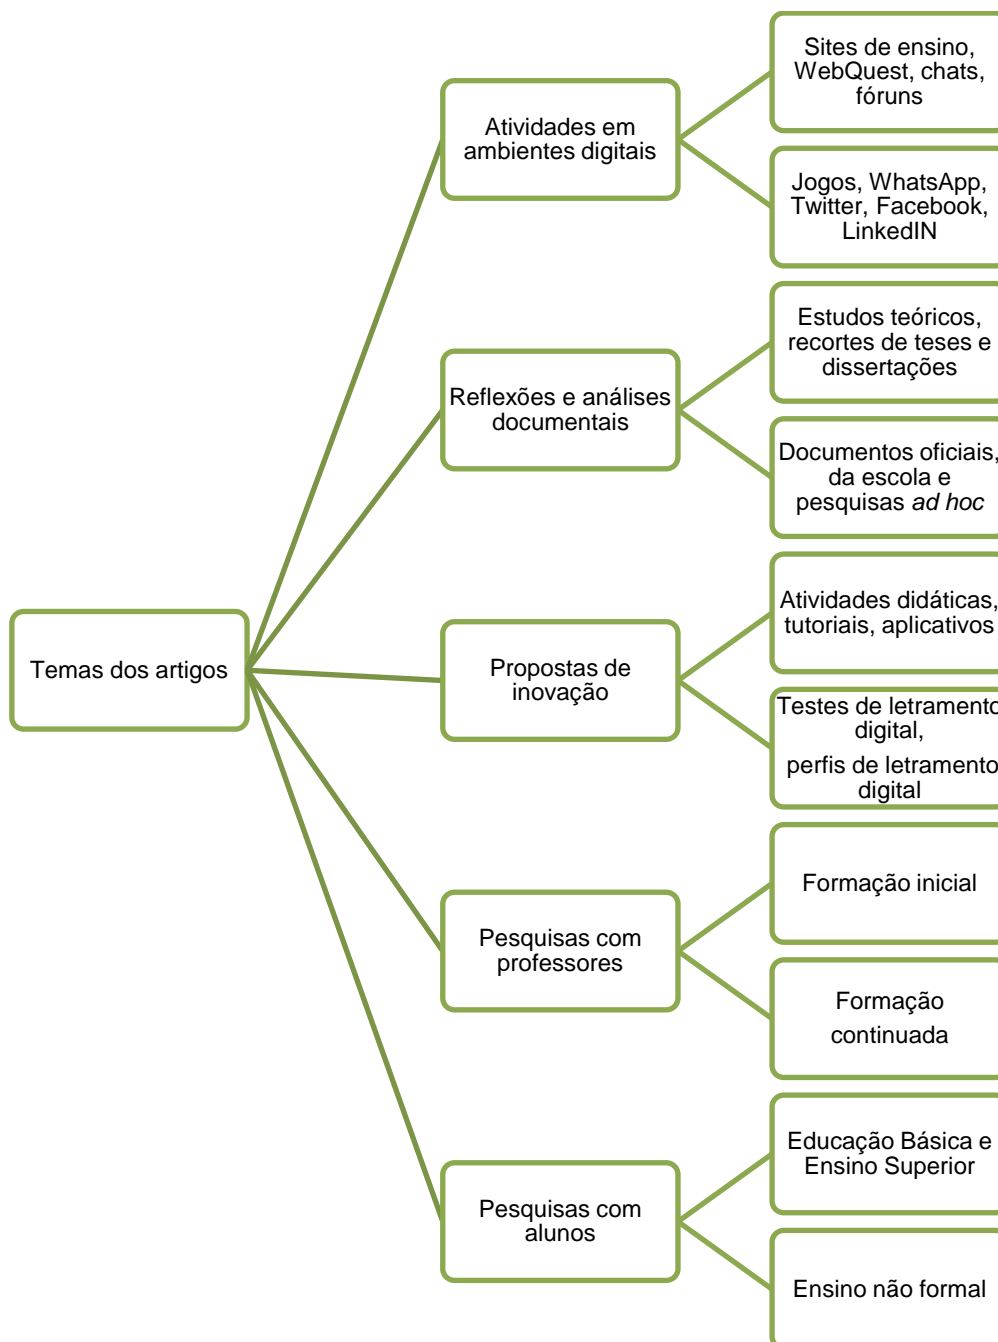 Temas dos artigos
Atividades em
ambientes digitais
Sites de ensino,
WebQuest, chats,
fóruns
Jogos, WhatsApp,
Twitter, Facebook,
LinkedIN
Reflexões e análises
documentais
Estudos teóricos,
recortes de teses e
dissertações
Documentos oficiais,
da escola e
pesquisas ad hoc
Propostas de
inovação
Atividades didáticas,
tutoriais, aplicativos
Testes de letramento
digital,
perfis de letramento
digital
Pesquisas com
professores
Formação inicial
Formação
continuada
Pesquisas com
alunos
Educação Básica e
Ensino Superior
Ensino não formal